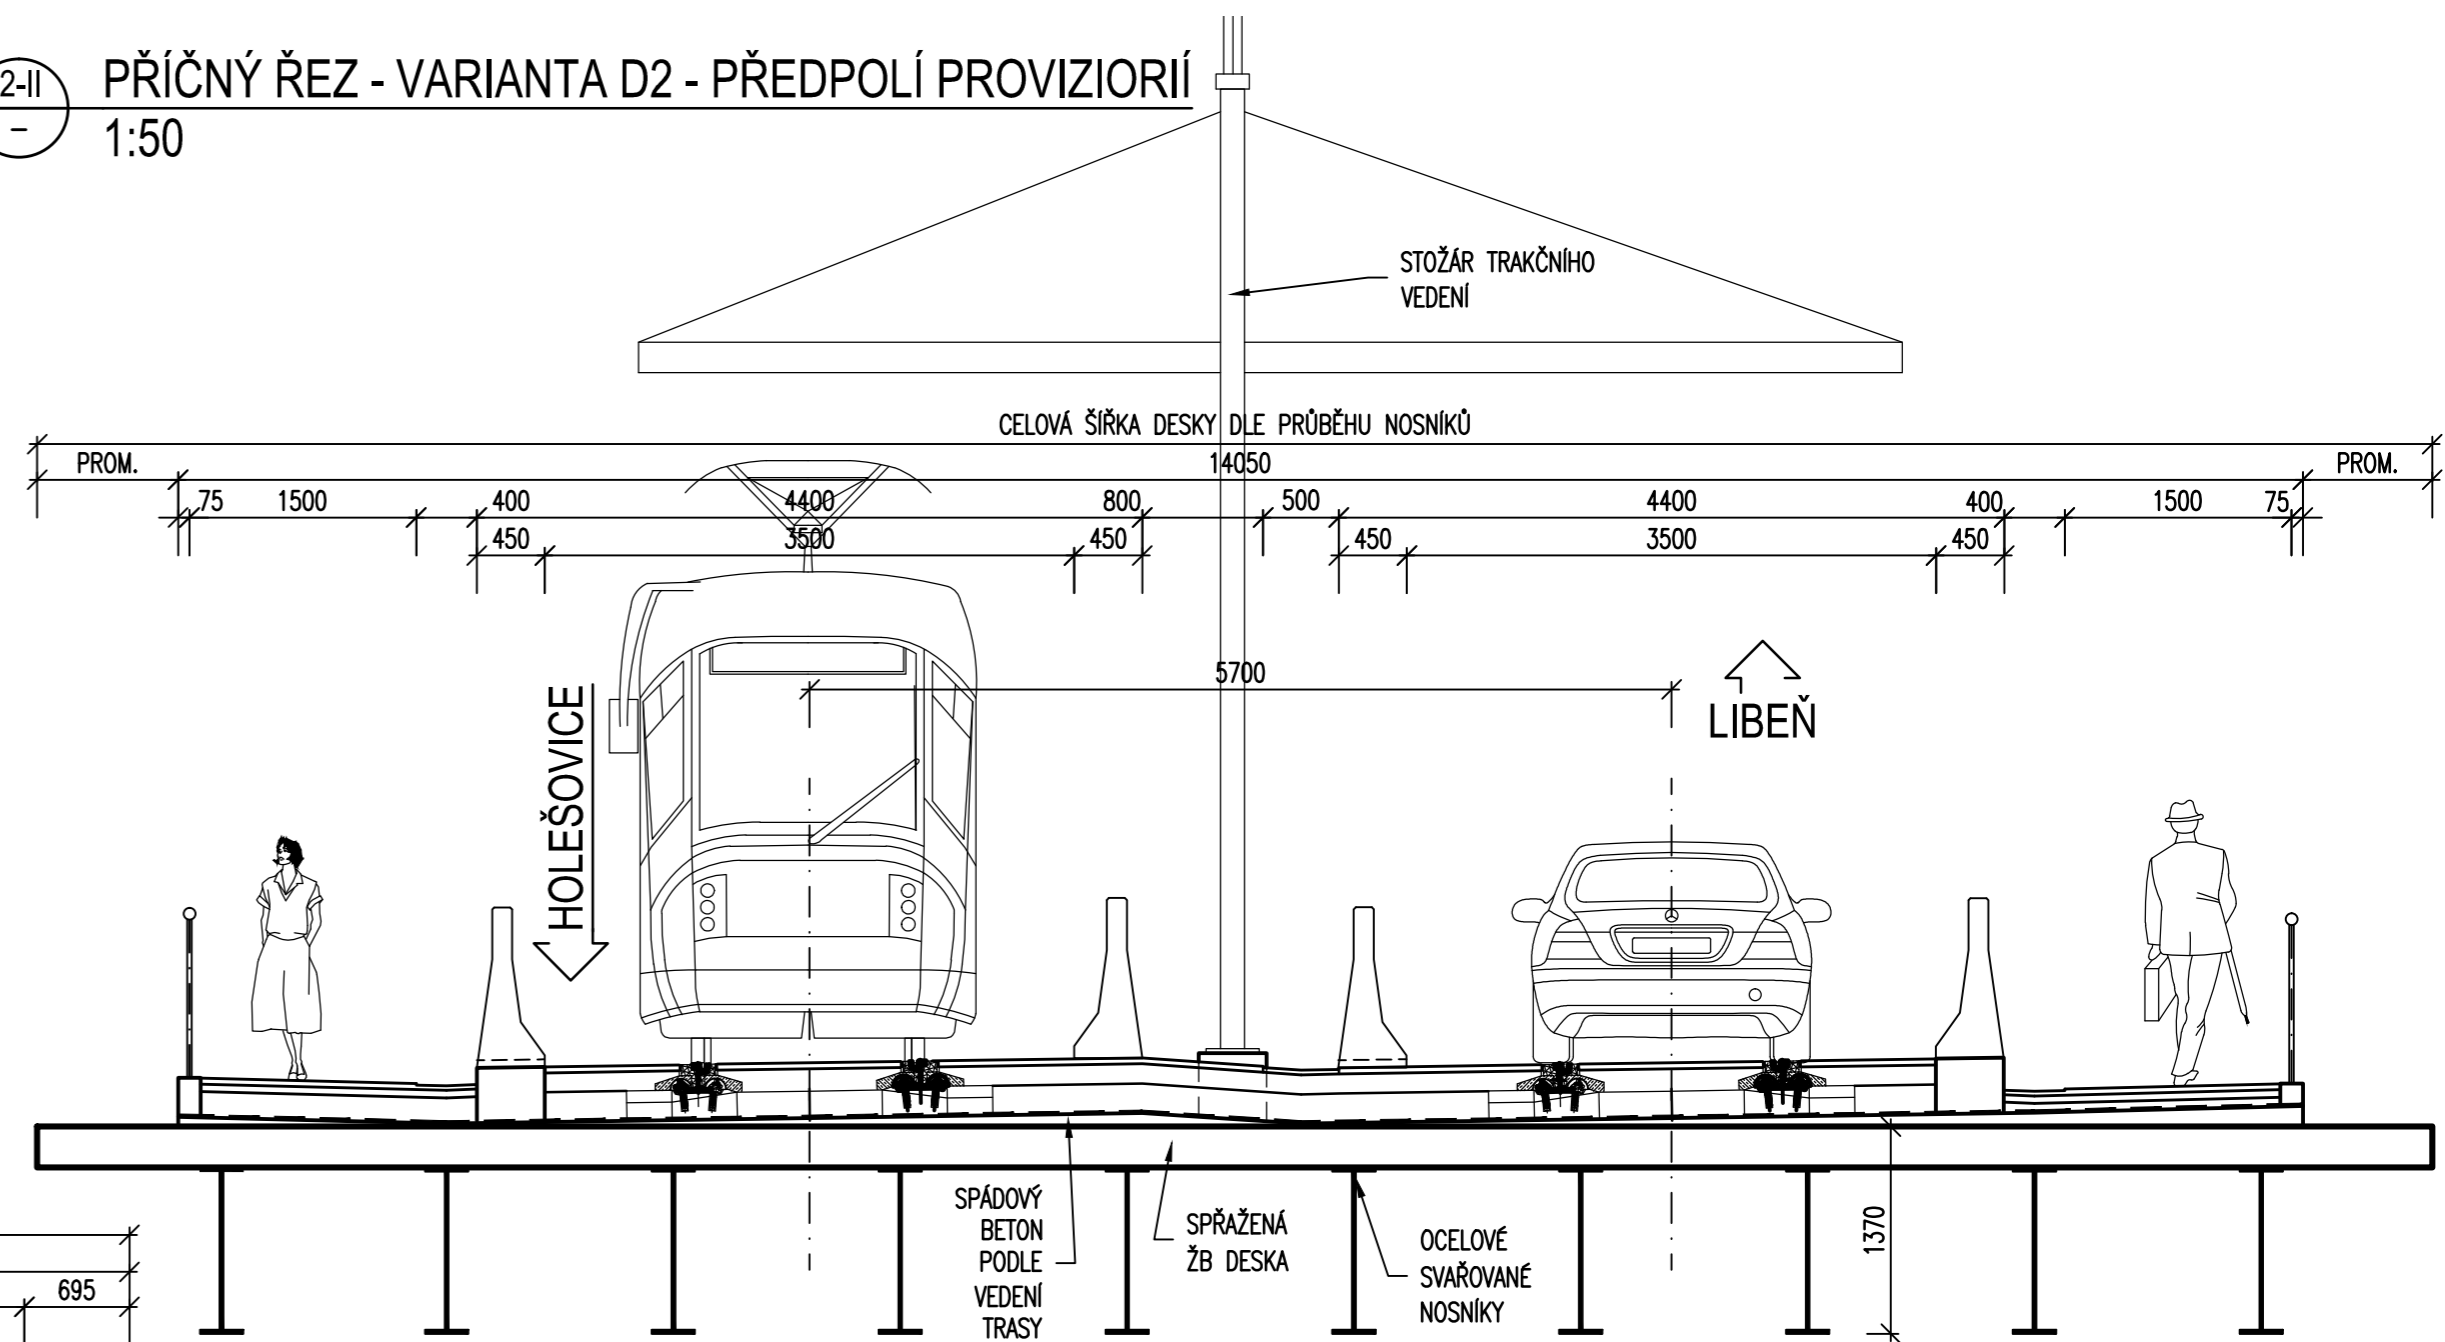 2-II
PŘÍČNÝ ŘEZ - VARIANTA D2 - PŘEDPOLÍ PROVIZIORIÍ
–
1:50
STOŽÁR TRAKČNÍHO
VEDENÍ
CELOVÁ ŠÍŘKA DESKY DLE PRŮBĚHU NOSNÍKŮ
PROM.
14050
PROM.
75 1500 400 4400 800 500 4400 400 1500 75
450 3500 450 450 3500 450
5700
HOLEŠOVICE
LIBEŇ
SPÁDOVÝ
BETON
PODLE
VEDENÍ
TRASY
SPŘAŽENÁ
ŽB DESKA
OCELOVÉ
SVAŘOVANÉ
NOSNÍKY
1370
695